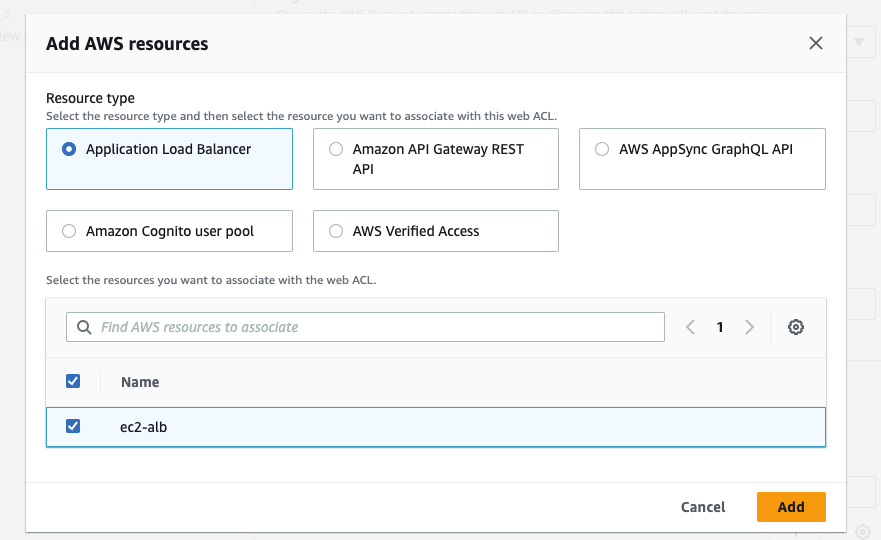 Add AWS resources
Resource type
Select the resource type and then select the resource you want to associate with this web ACL.
Application Load Balancer
Amazon API Gateway REST
API
AWS AppSync GraphQL API
Amazon Cognito user pool
AWS Verified Access
Select the resources you want to associate with the web ACL.
Find AWS resources to associate
1
Name
ec2-alb
Cancel
Add